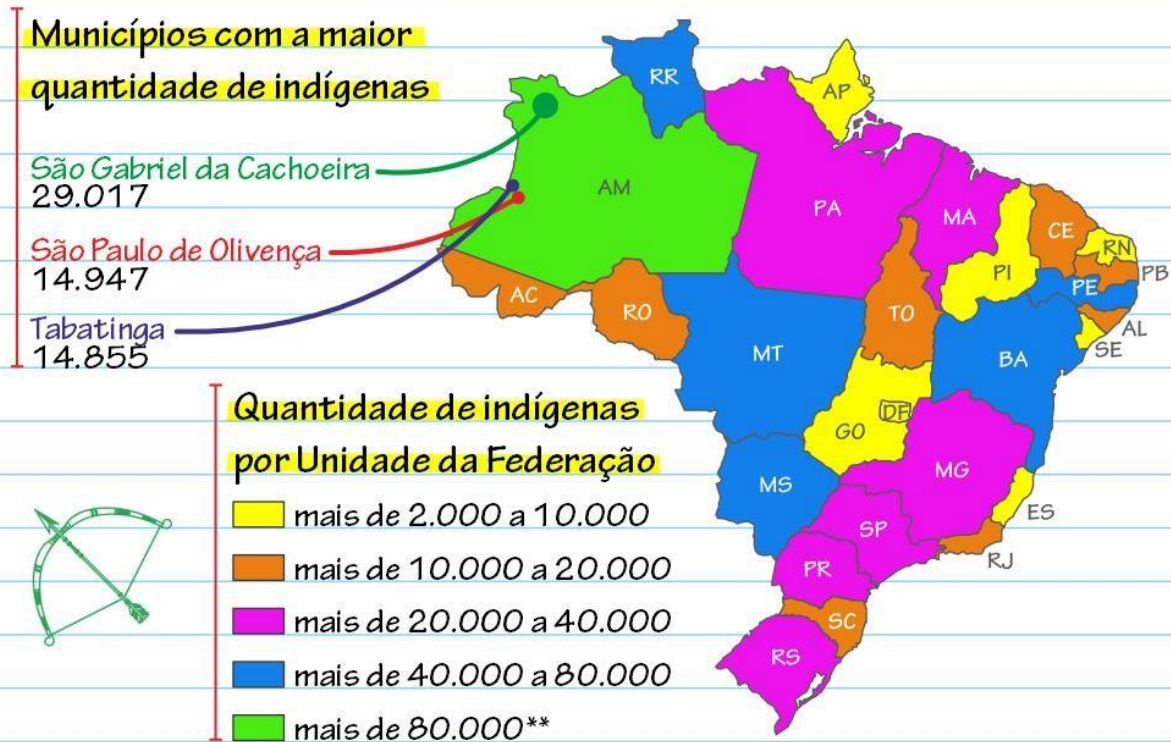 Municípios com a maior
quantidade de indígenas
São Gabriel da Cachoeira
29.017
São Paulo de Olivença
14.947
Tabatinga
14.855
Quantidade de indígenas
por Unidade da Federação
mais de 2.000 a 10.000
mais de 10.000 a 20.000
mais de 20.000 a 40.000
mais de 40.000 a 80.000
mais de 80.000**
RR
AP
AM
PA
MA
CE
RN
PI
PB
PE
AC
RO
TO
AL
SE
MT
BA
DF
GO
MG
MS
ES
SP
RJ
PR
SC
RS